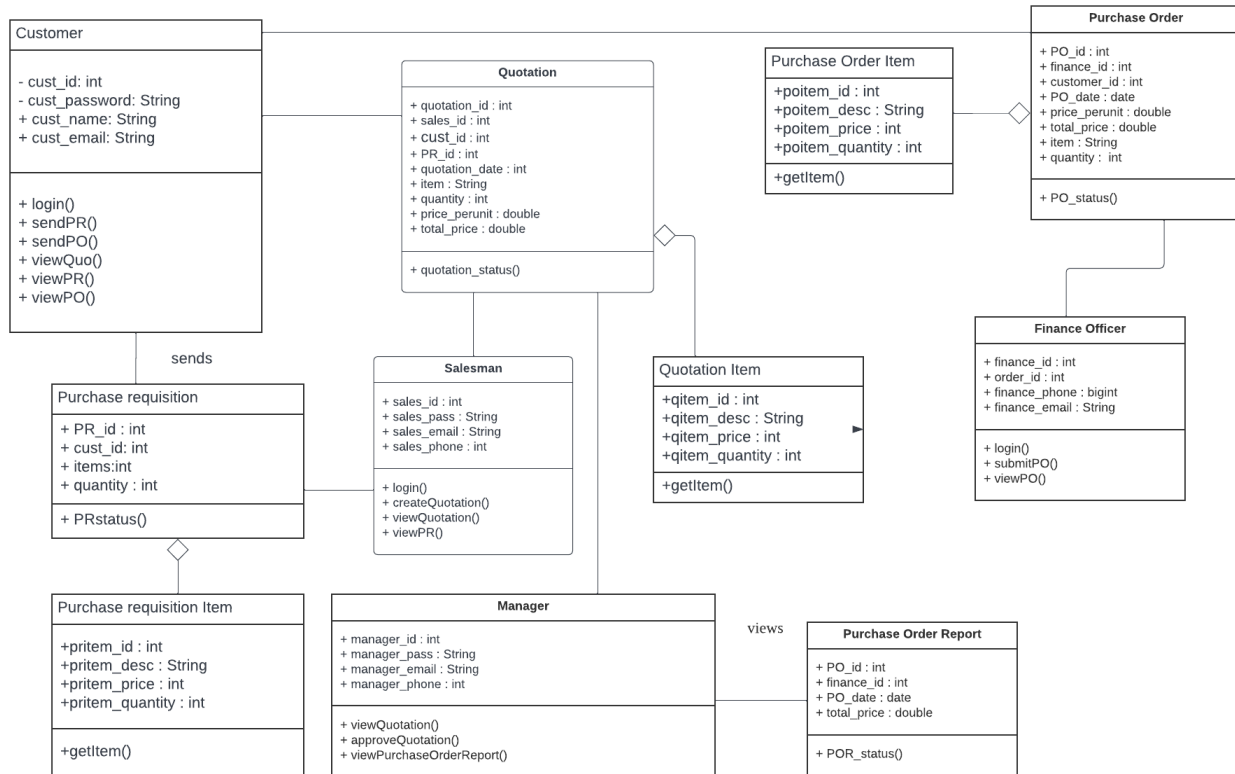 Customer
- cust_id: int
- cust_password: String
+ cust_name: String
+ cust_email: String
+ login()
+ sendPR()
+ sendPO()
+ viewQuo()
+ viewPR()
+ viewPO()
Quotation
+ quotation_id : int
+ sales_id : int
+ cust_id : int
+ PR_id : int
+ quotation_date : int
+ item : String
+ quantity : int
+ price_perunit : double
+ total_price : double
+ quotation_status()
Purchase Order Item
+poitem_id : int
+poitem_desc : String
+poitem_price : int
+poitem_quantity : int
+getItem()
Purchase Order
+ PO_id : int
+ finance_id : int
+ customer_id : int
+ PO_date : date
+ price_perunit : double
+ total_price : double
+ item : String
+ quantity : int
+ PO_status()
sends
Purchase requisition
+ PR_id : int
+ cust_id: int
+ items:int
+ quantity : int
+ PRstatus()
Salesman
+ sales_id : int
+ sales_pass : String
+ sales_email : String
+ sales_phone : int
+ login()
+ createQuotation()
+ viewQuotation()
+ viewPR()
Quotation Item
+qitem_id : int
+qitem_desc : String
+qitem_price : int
+qitem_quantity : int
+getItem()
Finance Officer
+ finance_id : int
+ order_id : int
+ finance_phone : bigint
+ finance_email : String
+ login()
+ submitPO()
+ viewPO()
Purchase requisition Item
+pritem_id : int
+pritem_desc : String
+pritem_price : int
+pritem_quantity : int
+getItem()
Manager
+ manager_id : int
+ manager_pass : String
+ manager_email : String
+ manager_phone : int
+ viewQuotation()
+ approveQuotation()
+ viewPurchaseOrderReport()
views
Purchase Order Report
+ PO_id : int
+ finance_id : int
+ PO_date : date
+ total_price : double
+ POR_status()